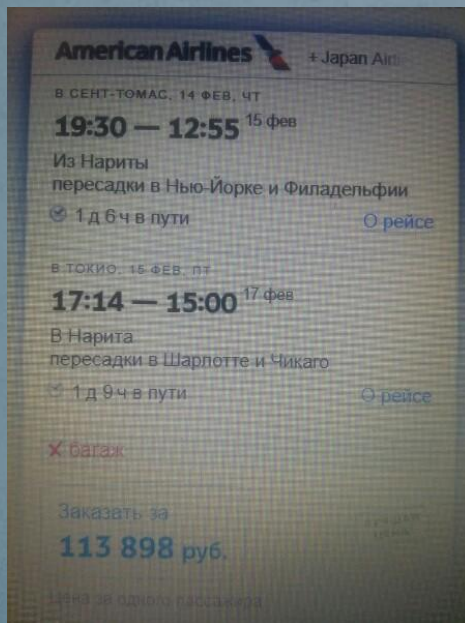 American Airlines + Japan Air
В СЕНТ-ТОМАС, 14 ФЕВ, ЧТ
19:30 — 12:55 15 фев
Из Нариты
пересадки в Нью-Йорке и Филадельфии
1 д 6 ч в пути О рейсе
В ТОКИО, 15 ФЕВ, ПТ
17:14 — 15:00 17 фев
В Нарита
пересадки в Шарлотте и Чикаго
1 д 9 ч в пути О рейсе
багаж
Заказать за
113 898 руб.
Цена за одного пассажира